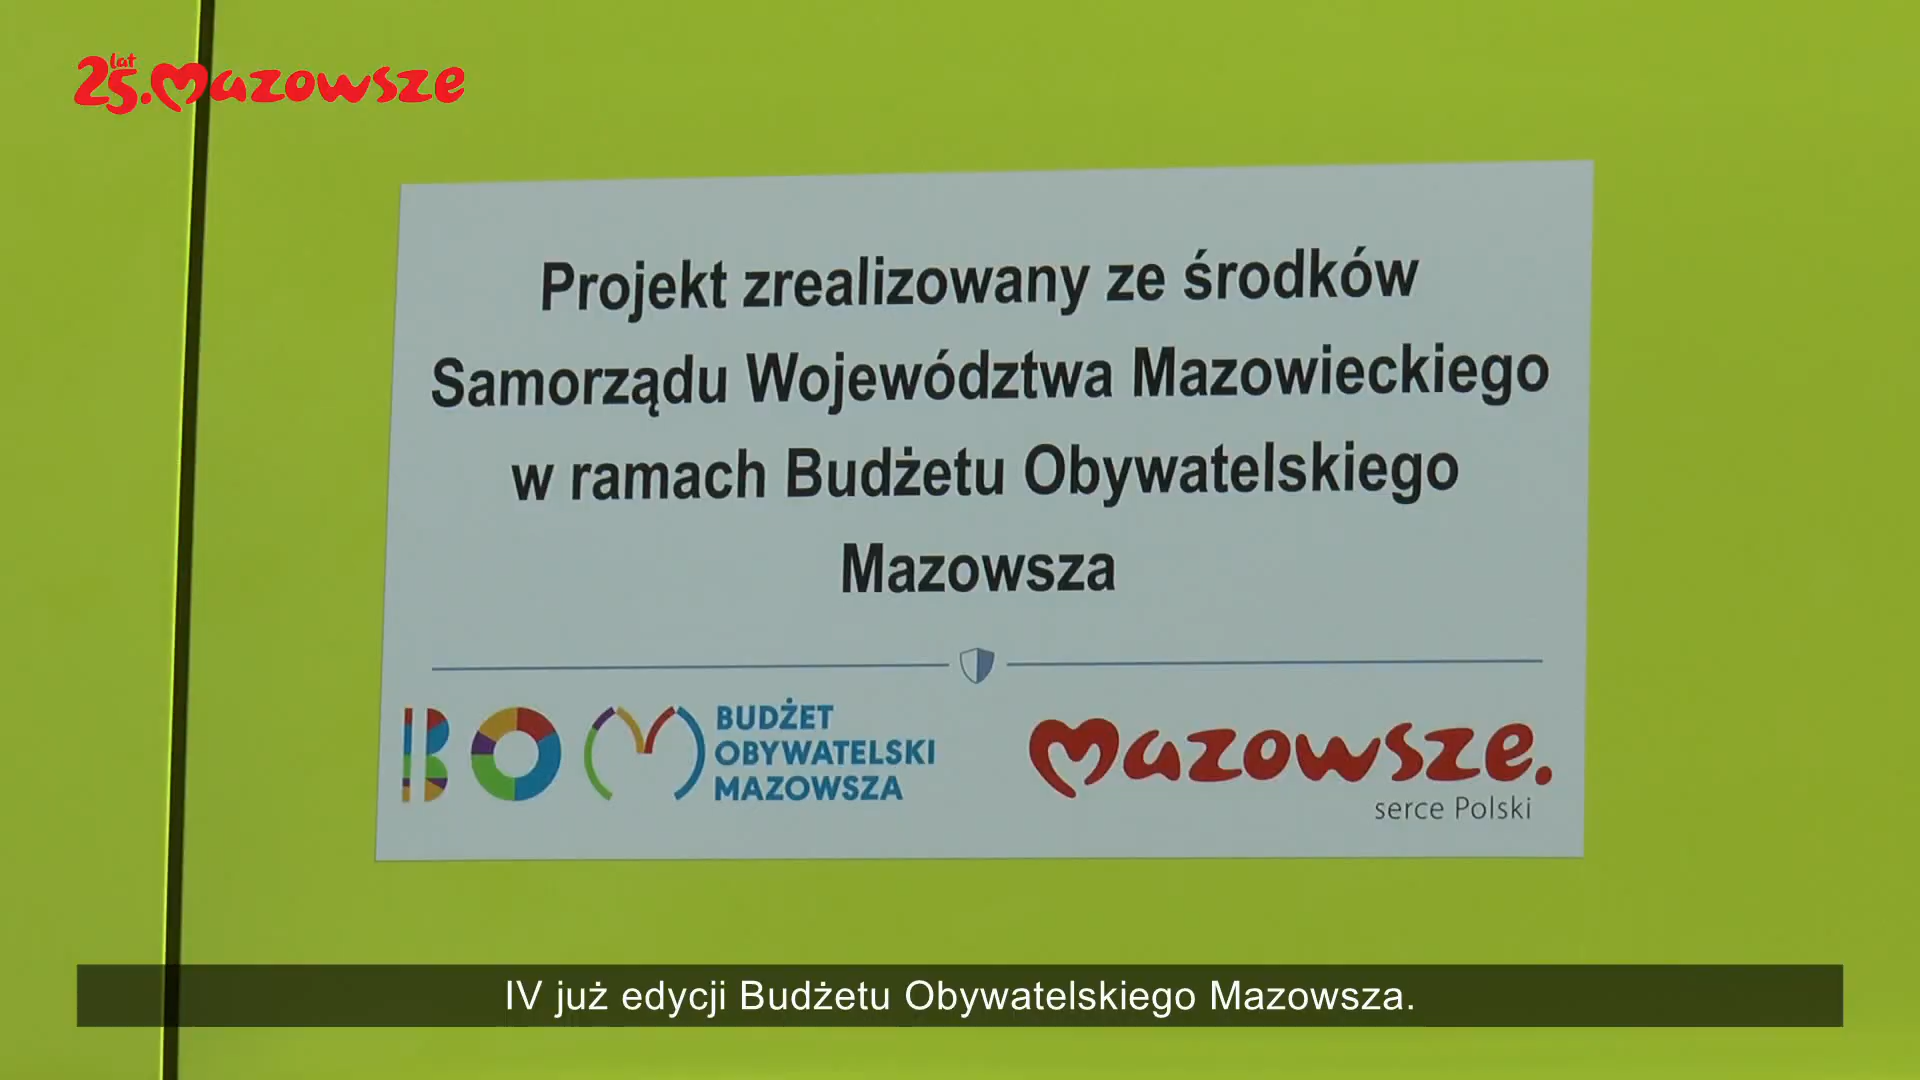 25 lat. Mazowsze
Projekt zrealizowany ze środków
Samorządu Województwa Mazowieckiego
w ramach Budżetu Obywatelskiego
Mazowsza
BOM
BUDŻET
OBYWATELSKI
MAZOWSZA
Mazowsze.
serce Polski
IV już edycji Budżetu Obywatelskiego Mazowsza.